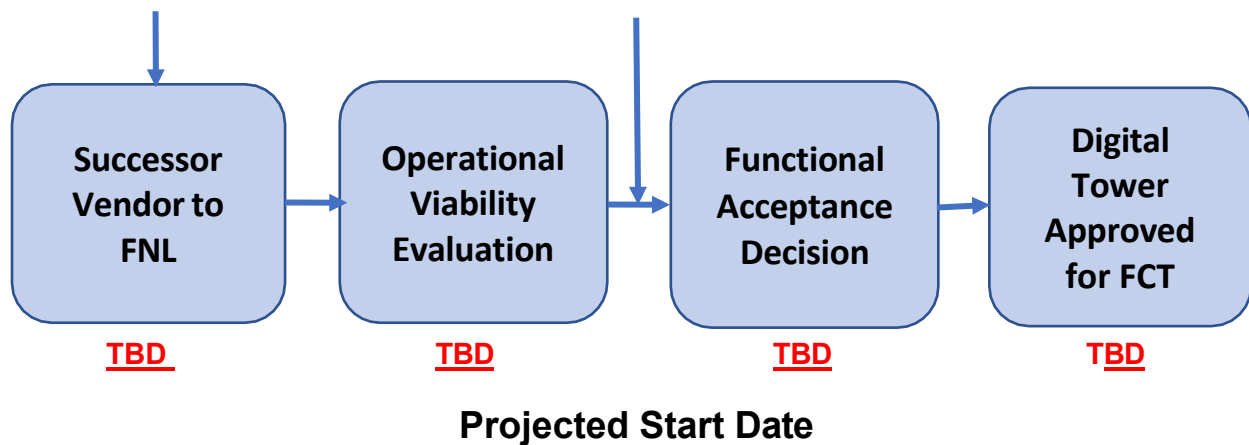 Successor
Vendor to
FNL
Operational
Viability
Evaluation
Functional
Acceptance
Decision
Digital
Tower
Approved
for FCT
TBD
TBD
TBD
TBD
Projected Start Date